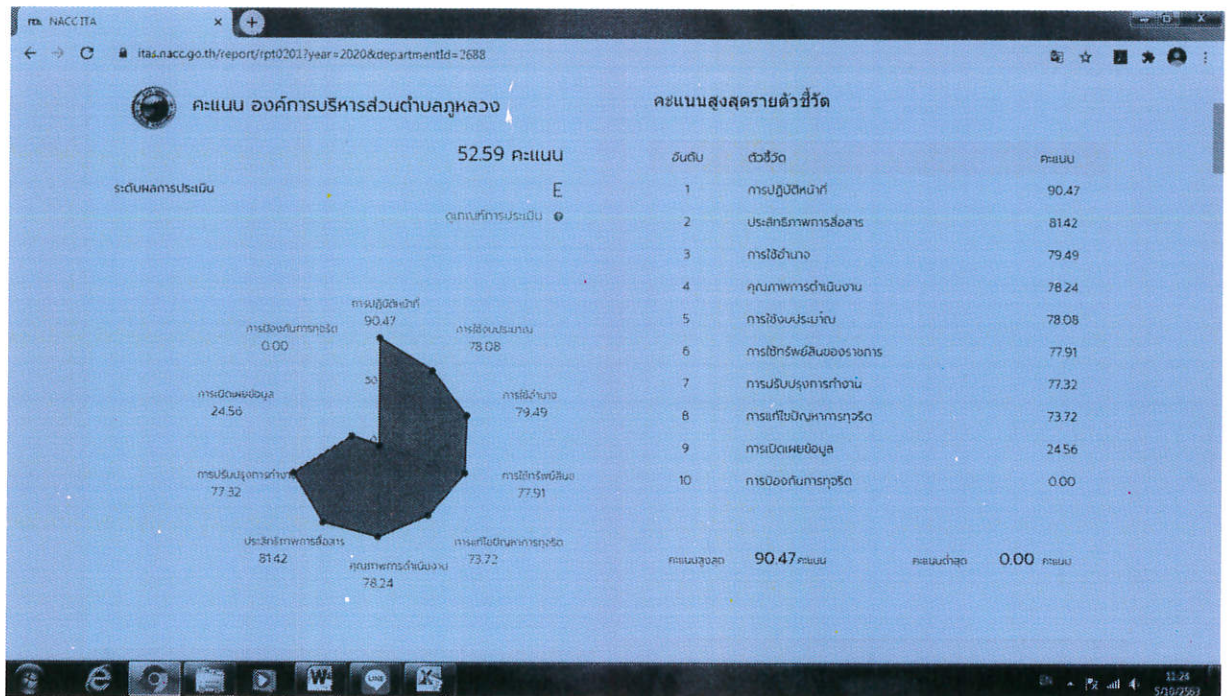 NACC ITA
itas.nacc.go.th/report/rpt0201?year=2020&departmentId=2688
คะแนน องค์การบริหารส่วนตำบลภูหลวง
52.59 คะแนน
ระดับผลการประเมิน
E
ดูเกณฑ์การประเมิน
การปฏิบัติหน้าที่
90.47
การใช้งบประมาณ
78.08
การใช้อำนาจ
79.49
การใช้ทรัพย์สินขอ
77.91
การแก้ไขปัญหาการทุจริต
73.72
คุณภาพการดำเนินงาน
78.24
ประสิทธิภาพการสื่อสาร
81.42
การปรับปรุงการทำงา
77.32
การเปิดเผยข้อมูล
24.56
การป้องกันการทุจริต
0.00
50
0
คะแนนสูงสุดรายตัวชี้วัด
อันดับ ตัวชี้วัด คะแนน
1 การปฏิบัติหน้าที่ 90.47
2 ประสิทธิภาพการสื่อสาร 81.42
3 การใช้อำนาจ 79.49
4 คุณภาพการดำเนินงาน 78.24
5 การใช้งบประมาณ 78.08
6 การใช้ทรัพย์สินของราชการ 77.91
7 การปรับปรุงการทำงาน 77.32
8 การแก้ไขปัญหาการทุจริต 73.72
9 การเปิดเผยข้อมูล 24.56
10 การป้องกันการทุจริต 0.00
คะแนนสูงสุด 90.47 คะแนน คะแนนต่ำสุด 0.00 คะแนน
EN
11:24
5/10/2563